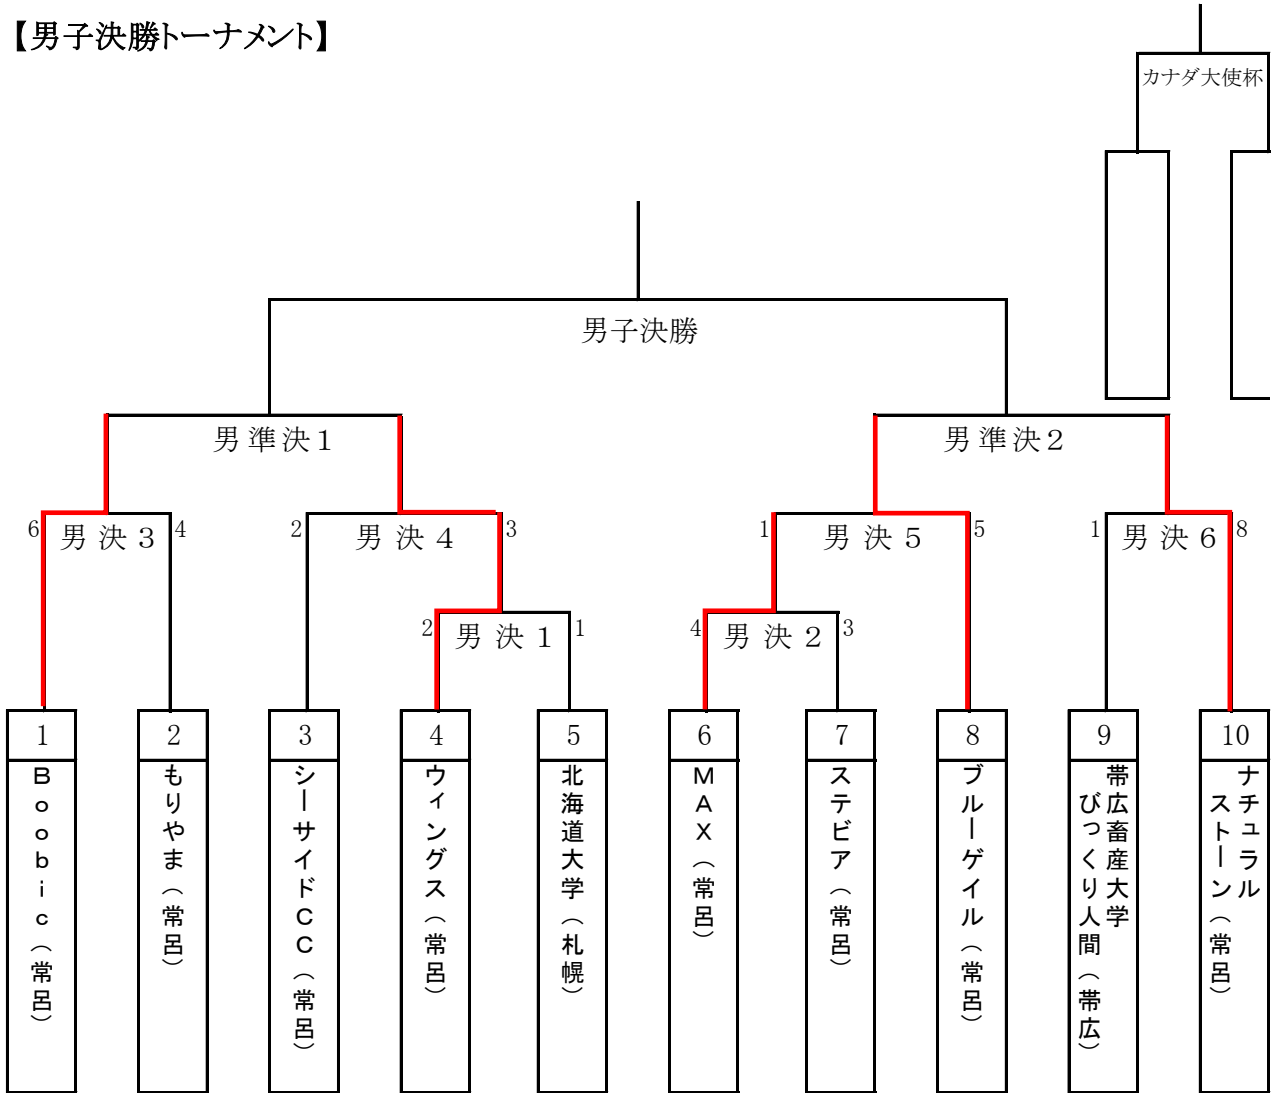 【男子決勝トーナメント】
カナダ大使杯
男子決勝
男準決１
男準決２
6
男決３
4
2
男決４
3
1
男決５
5
1
男決６
8
2
男決１
1
4
男決２
3
1
2
3
4
5
6
7
8
9
10
Ｂｏｏｂｉｃ（常呂）
もりやま（常呂）
シーサイドＣＣ（常呂）
ウィングス（常呂）
北海道大学（札幌）
ＭＡＸ（常呂）
ステビア（常呂）
ブルーゲイル（常呂）
帯広畜産大学
びっくり人間（帯広）
ナチュラル
ストーン（常呂）